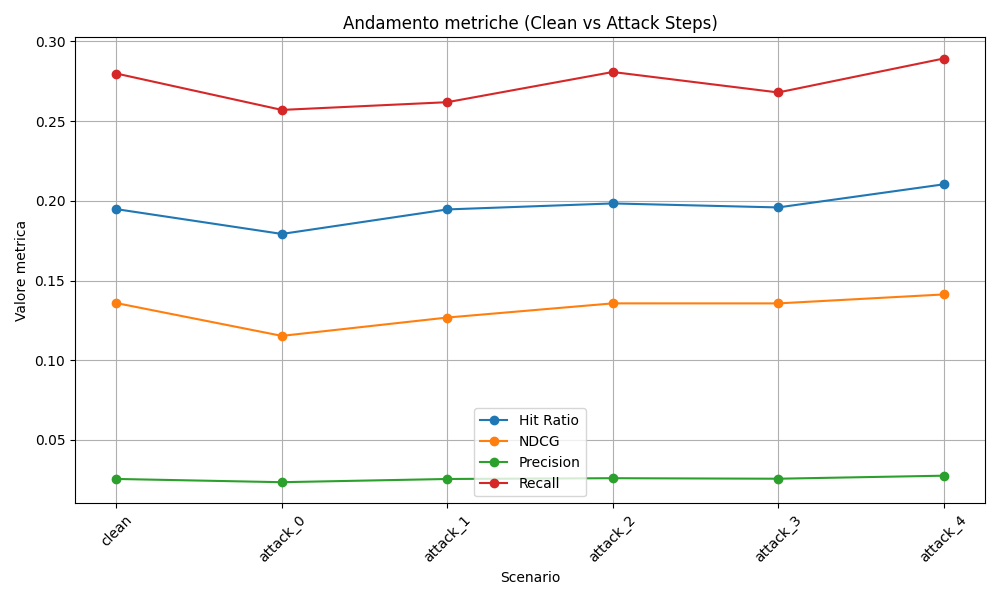 Andamento metriche (Clean vs Attack Steps)
0.30
0.25
0.20
0.15
0.10
0.05
Valore metrica
Hit Ratio
NDCG
Precision
Recall
clean
attack_0
attack_1
attack_2
attack_3
attack_4
Scenario